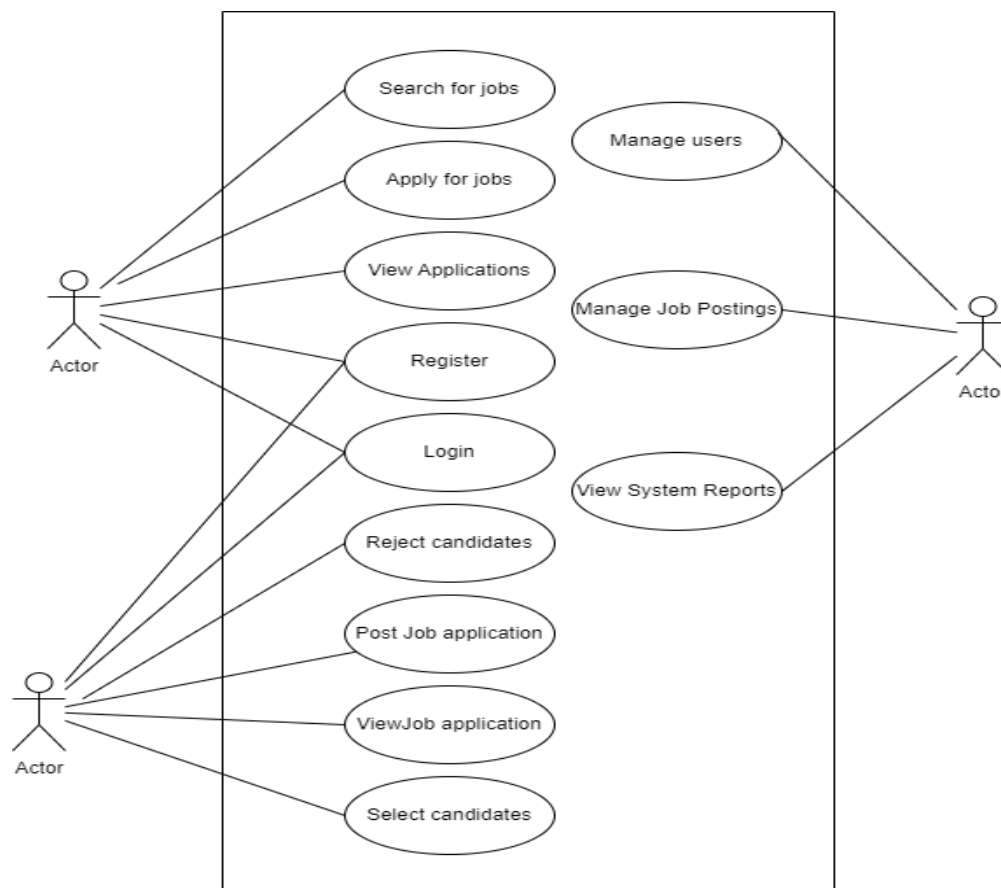 Search for jobs
Manage users
Apply for jobs
View Applications
Manage Job Postings
Register
Actor
Acto
Login
View System Reports
Reject candidates
Post Job application
ViewJob application
Actor
Select candidates